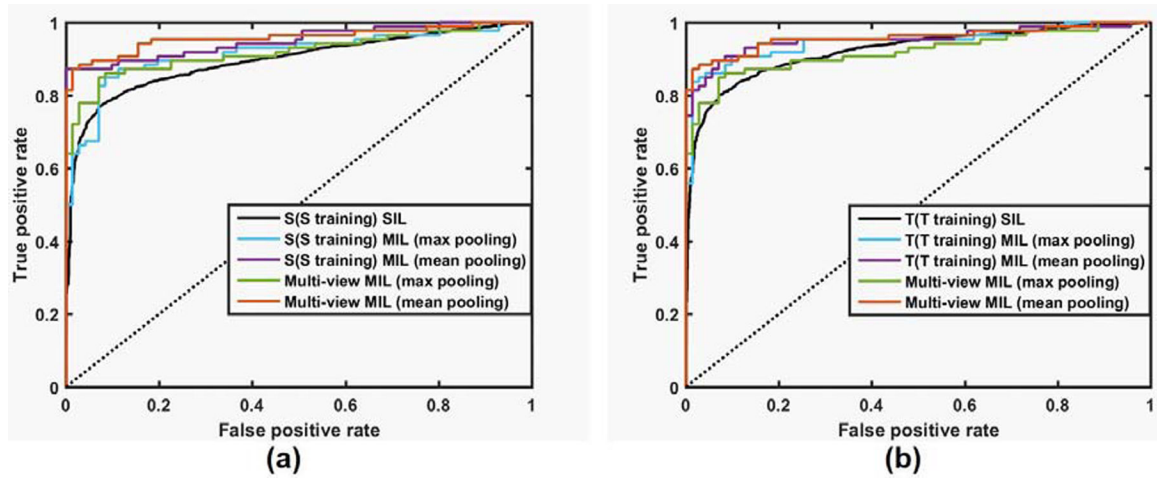 1
0.8
0.6
0.4
0.2
0
True positive rate
S(S training) SIL
S(S training) MIL (max pooling)
S(S training) MIL (mean pooling)
Multi-view MIL (max pooling)
Multi-view MIL (mean pooling)
0 0.2 0.4 0.6 0.8 1
False positive rate
(a)
1
0.8
0.6
0.4
0.2
0
True positive rate
T(T training) SIL
T(T training) MIL (max pooling)
T(T training) MIL (mean pooling)
Multi-view MIL (max pooling)
Multi-view MIL (mean pooling)
0 0.2 0.4 0.6 0.8 1
False positive rate
(b)